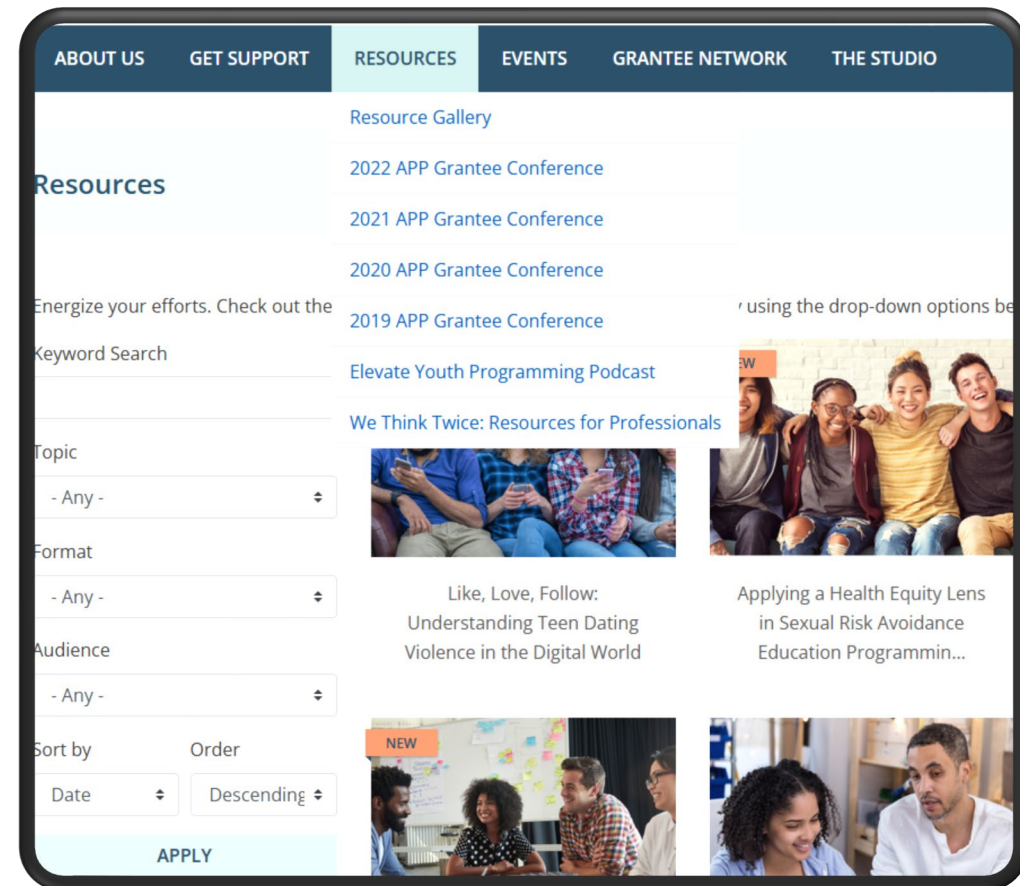 ABOUT US GET SUPPORT RESOURCES EVENTS GRANTEE NETWORK THE STUDIO
Resource Gallery
2022 APP Grantee Conference
2021 APP Grantee Conference
2020 APP Grantee Conference
2019 APP Grantee Conference
Elevate Youth Programming Podcast
We Think Twice: Resources for Professionals
Resources
Energize your efforts. Check out the using the drop-down options be
Keyword Search
Topic
- Any -
Format
- Any -
Audience
- Any -
Sort by Order
Date Descending
APPLY
Like, Love, Follow:
Understanding Teen Dating
Violence in the Digital World
Applying a Health Equity Lens
in Sexual Risk Avoidance
Education Programmin...
NEW